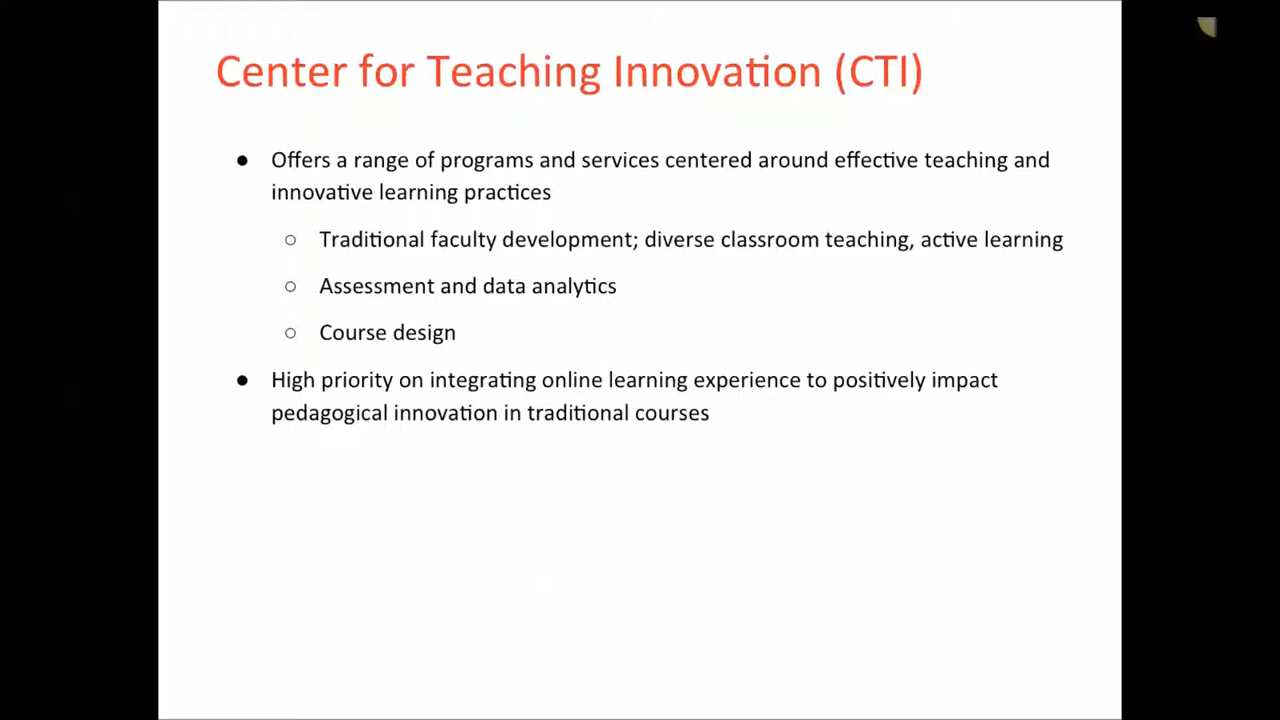 Center for Teaching Innovation (CTI)
● Offers a range of programs and services centered around effective teaching and
innovative learning practices
○ Traditional faculty development; diverse classroom teaching, active learning
○ Assessment and data analytics
○ Course design
● High priority on integrating online learning experience to positively impact
pedagogical innovation in traditional courses